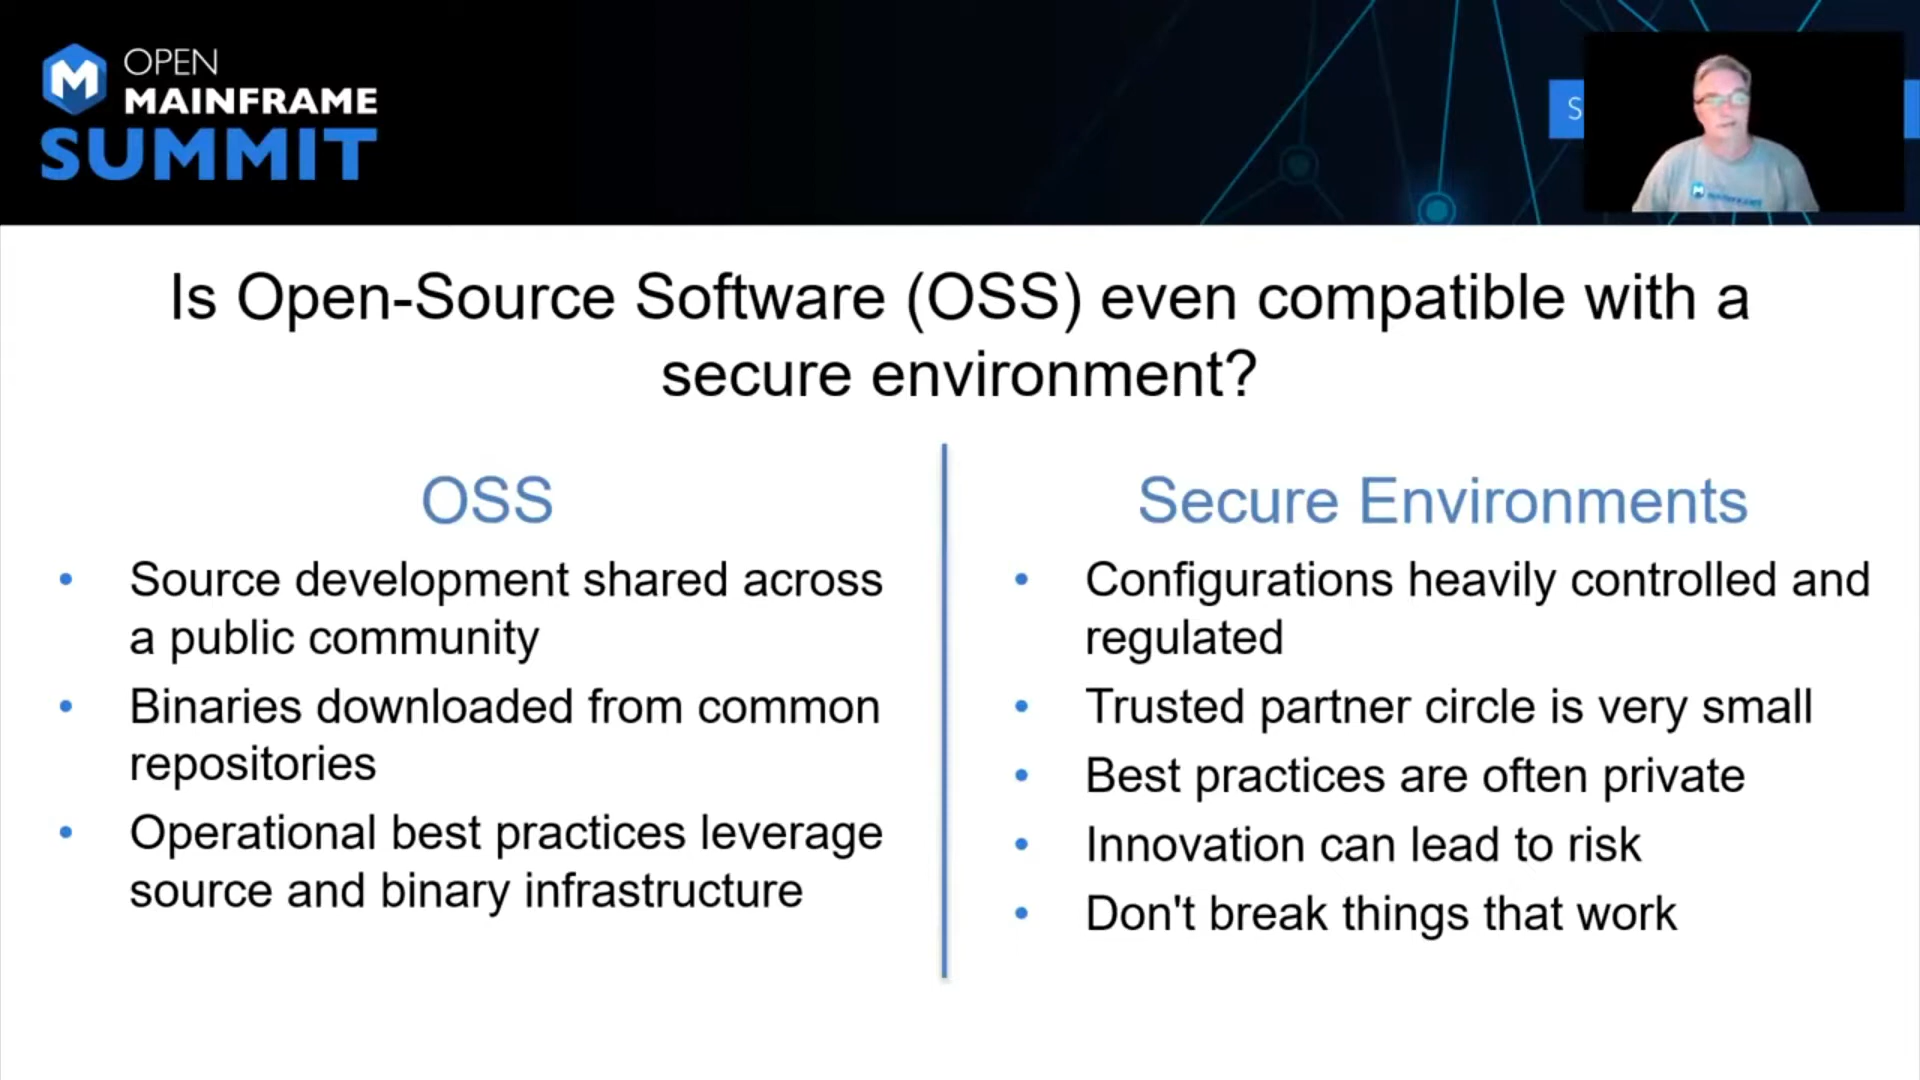 OPEN
MAINFRAME
SUMMIT
S
Is Open-Source Software (OSS) even compatible with a
secure environment?
OSS
• Source development shared across
a public community
• Binaries downloaded from common
repositories
• Operational best practices leverage
source and binary infrastructure
Secure Environments
• Configurations heavily controlled and
regulated
• Trusted partner circle is very small
• Best practices are often private
• Innovation can lead to risk
• Don't break things that work